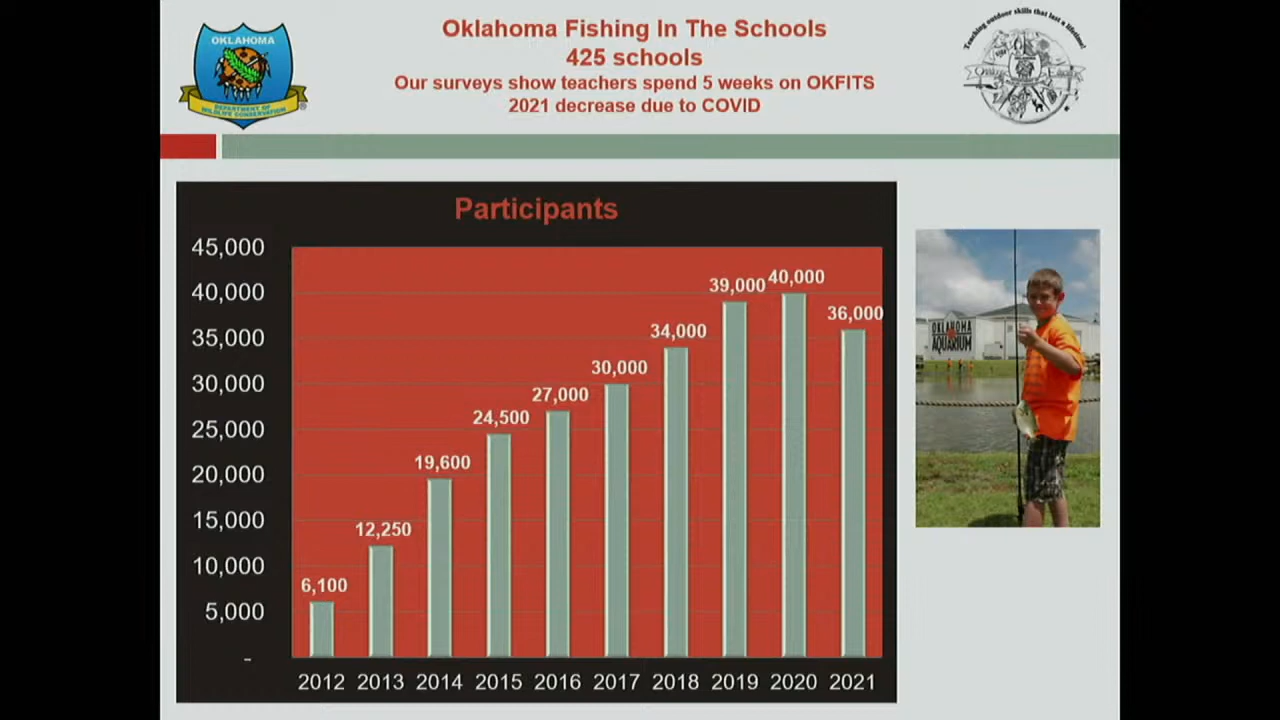 Oklahoma Fishing In The Schools
425 schools
Our surveys show teachers spend 5 weeks on OKFITS
2021 decrease due to COVID
OKLAHOMA
DEPARTMENT OF
WILDLIFE CONSERVATION
Teaching outdoor skills that last a lifetime!
Participants
45,000
40,000
35,000
30,000
25,000
20,000
15,000
10,000
5,000
-
6,100
12,250
19,600
24,500
27,000
30,000
34,000
39,000
40,000
36,000
2012 2013 2014 2015 2016 2017 2018 2019 2020 2021
OKLAHOMA
AQUARIUM